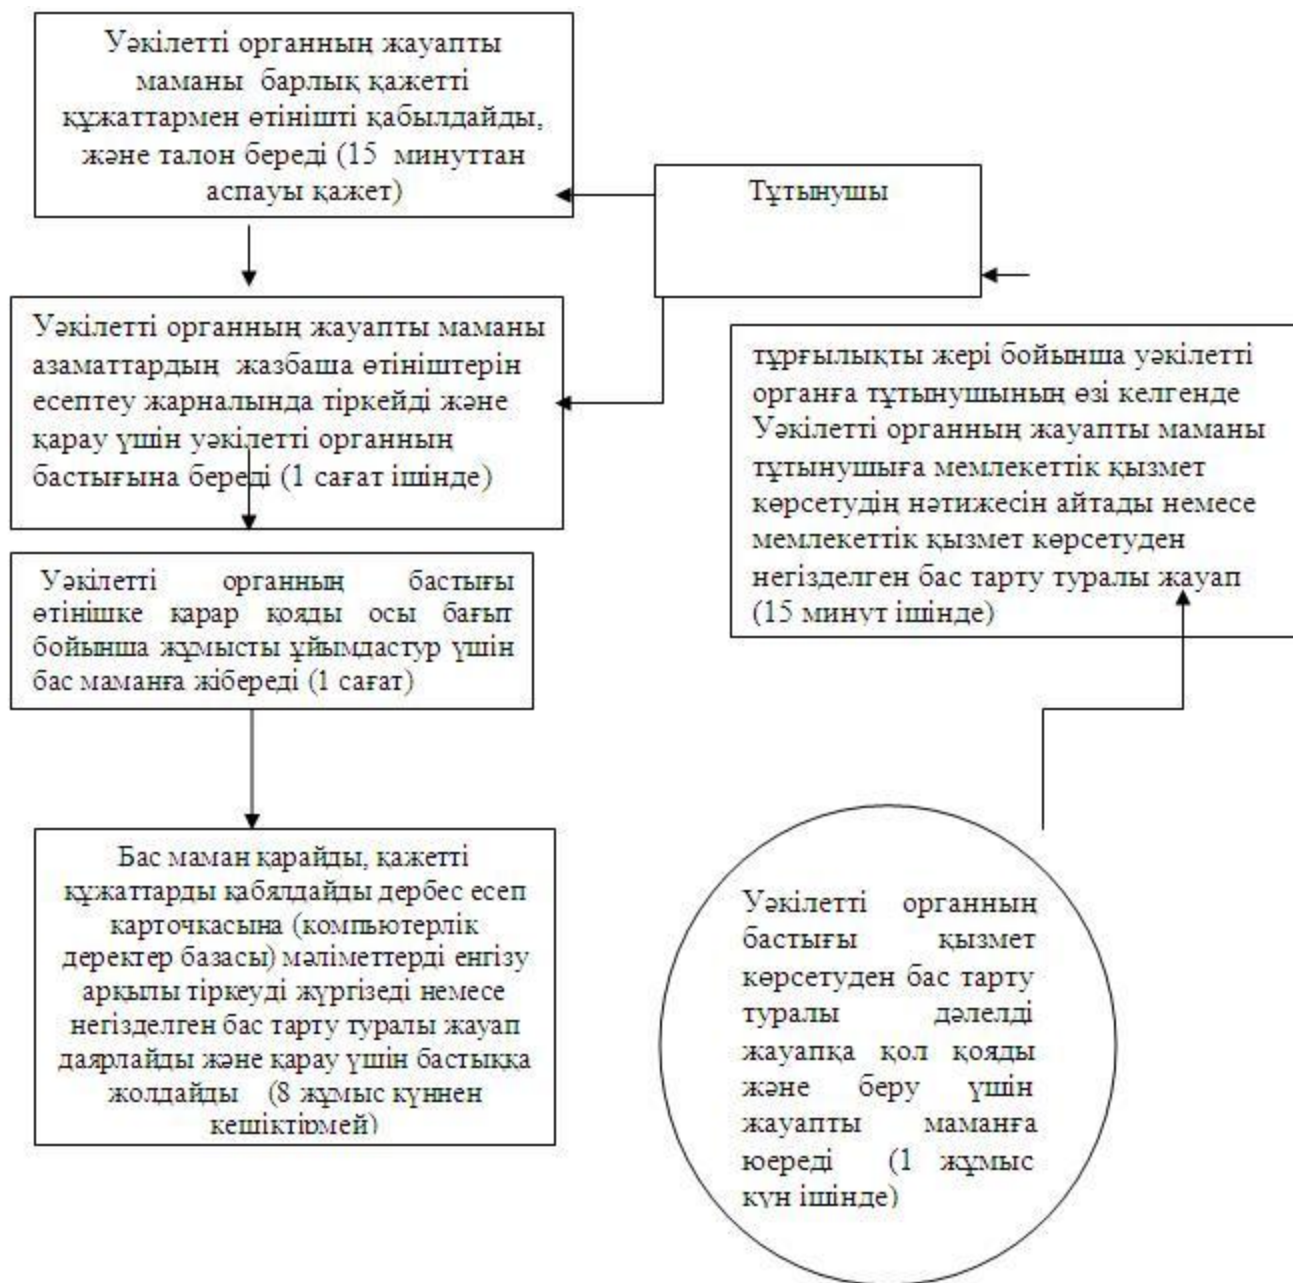 Уәкілетті органның жауапты
маманы барлық қажетті
құжаттармен өтінішті қабылдайды,
және талон береді (15 минуттан
аспауы қажет)
Тұтынушы
Уәкілетті органның жауапты маманы
азаматтардың жазбаша өтініштерін
есептеу жарналында тіркейді және
қарау үшін уәкілетті органның
бастығына береді (1 сағат ішінде)
тұрғылықты жері бойынша уәкілетті
органға тұтынушының өзі келгенде
Уәкілетті органның жауапты маманы
тұтынушыға мемлекеттік қызмет
көрсетудің нәтижесін айтады немесе
мемлекеттік қызмет көрсетуден
негізделген бас тарту туралы жауап
(15 минут ішінде)
Уәкілетті органның бастығы
өтінішке қарар қояды осы бағып
бойынша жұмысты ұйымдастур үшін
бас маманға жібереді (1 сағат)
Бас маман қарайды, қажетті
құжаттарды қабялдайды дербес есеп
карточкасына (компьютерлік
деректер базасы) мәліметтерді енгізу
арқылы тіркеуді жүргізеді немесе
негізделген бас тарту туралы жауап
даярлайды және қарау үшін бастыққа
жолдайды (8 жұмыс күннен
кешіктірмей)
Уәкілетті органның
бастығы қызмет
көрсетуден бас тарту
туралы дәлелді
жауапқа қол қояды
және беру үшін
жауапты маманға
юереді (1 жұмыс
күн ішінде)